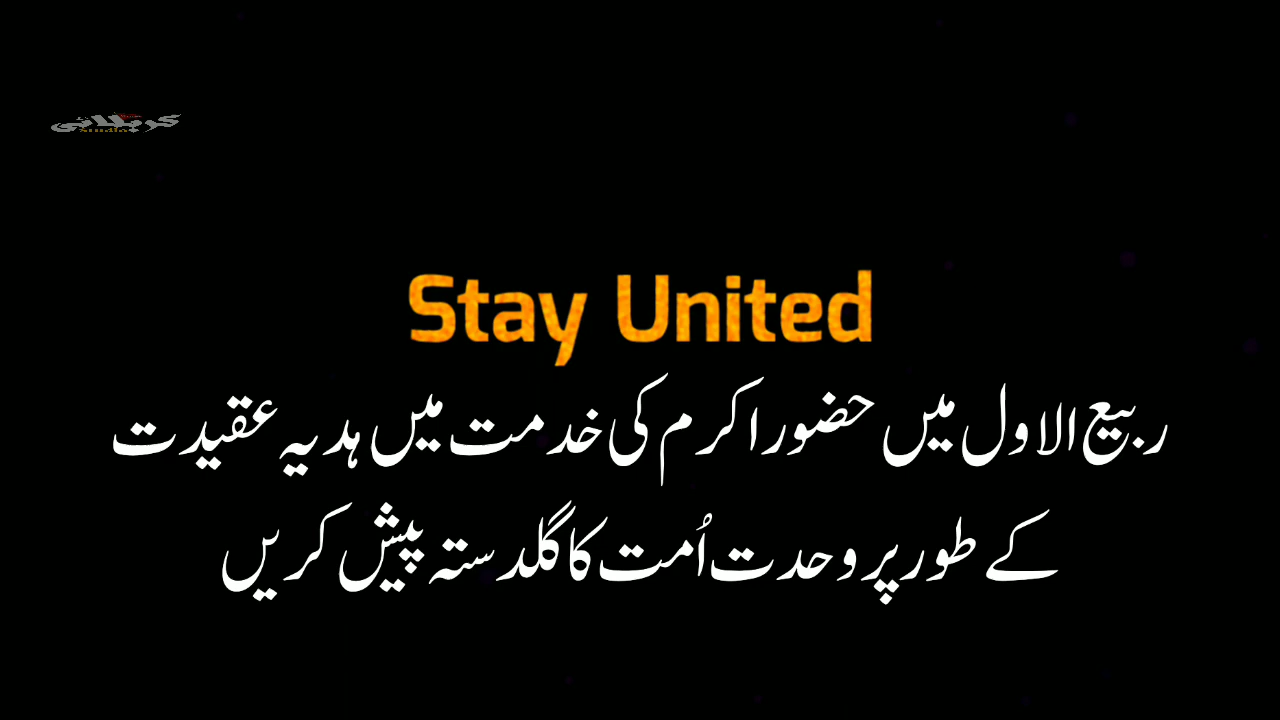 کربلائی
Stay United
ربیع الاول میں حضور اکرم کی خدمت میں ہدیہ عقیدت
کے طور پر وحدت اُمت کا گلدستہ پیش کریں